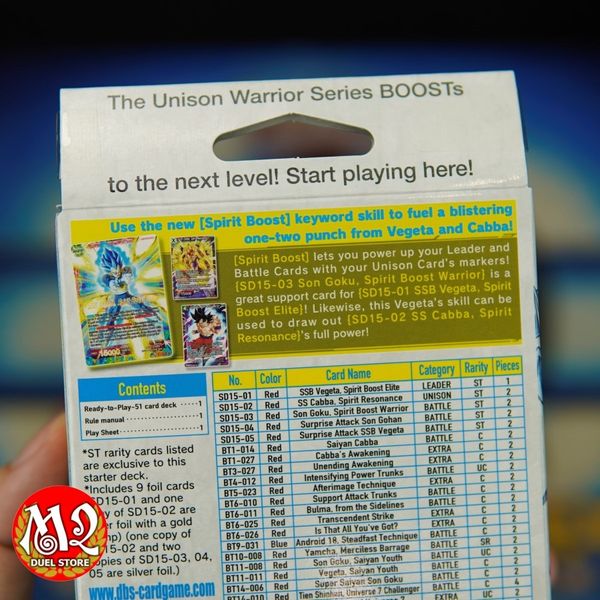 The Unison Warrior Series BOOSTs
to the next level! Start playing here!
Use the new [Spirit Boost] keyword skill to fuel a blistering
one-two punch from Vegeta and Cabba!
[Spirit Boost] lets you power up your Leader and
Battle Cards with your Unison Card's markers!
{SD15-03 Son Goku, Spirit Boost Warrior} is a
great support card for {SD15-01 SSB Vegeta, Spirit
Boost Elite}! Likewise, this Vegeta's skill can be
used to draw out {SD15-02 SS Cabba, Spirit
Resonance}'s full power!
15000
Contents
Ready-to-Play-51 card deck ·····1
Rule manual ·····1
Play Sheet ·····1
*ST rarity cards listed
are exclusive to this
starter deck.
*Includes 9 foil cards
SD15-01 and one
of SD15-02 are
foil with a gold
(one copy of
15-02 and two
copies of SD15-03, 04,
05 are silver foil.)
www.dbs-cardgame.com
No. Color Card Name Category Rarity Pieces
SD15-01 Red SSB Vegeta, Spirit Boost Elite LEADER ST 1
SD15-02 Red SS Cabba, Spirit Resonance UNISON ST 2
SD15-03 Red Son Goku, Spirit Boost Warrior BATTLE ST 2
SD15-04 Red Surprise Attack Son Gohan BATTLE ST 2
SD15-05 Red Surprise Attack SSB Vegeta BATTLE ST 2
BT1-014 Red Saiyan Cabba BATTLE C 2
BT1-027 Red Cabba's Awakening EXTRA C 2
BT3-027 Red Unending Awakening EXTRA C 2
BT4-012 Red Intensifying Power Trunks BATTLE UC 2
BT5-023 Red Afterimage Technique EXTRA C 2
BT6-010 Red Support Attack Trunks BATTLE C 2
BT6-011 Red Bulma, from the Sidelines BATTLE C 2
BT6-025 Red Transcendent Strike EXTRA C 2
BT6-026 Red Is That All You've Got? EXTRA C 2
BT9-031 Blue Android 18, Steadfast Technique BATTLE SR 2
BT10-008 Red Yamcha, Merciless Barrage BATTLE UC 2
BT11-008 Red Son Goku, Saiyan Youth BATTLE C 2
BT11-011 Red Vegeta, Saiyan Youth BATTLE C 2
BT14-006 Red Super Saiyan Son Goku BATTLE C 4
Red Tien Shinhan, Universe 7 Challenger BATTLE
MQ
DUEL STORE